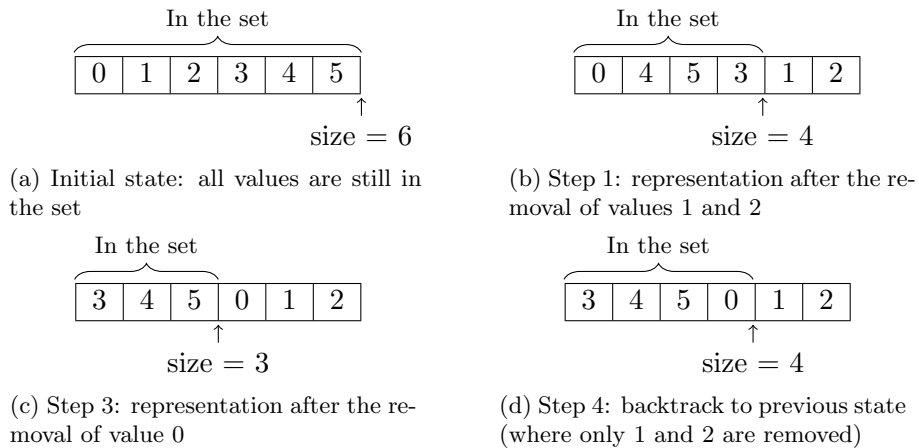 In the set
0 1 2 3 4 5
↑
size = 6
(a) Initial state: all values are still in
the set
In the set
0 4 5 3 1 2
↑
size = 4
(b) Step 1: representation after the re-
moval of values 1 and 2
In the set
3 4 5 0 1 2
↑
size = 3
(c) Step 3: representation after the re-
moval of value 0
In the set
3 4 5 0 1 2
↑
size = 4
(d) Step 4: backtrack to previous state
(where only 1 and 2 are removed)